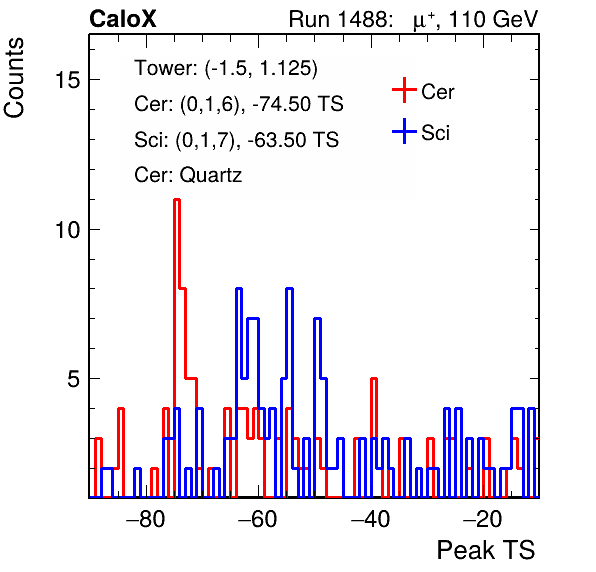 CaloX Run 1488: μ⁺, 110 GeV
Counts
Tower: (-1.5, 1.125)
Cer: (0,1,6), -74.50 TS
Sci: (0,1,7), -63.50 TS
Cer: Quartz
Cer
Sci
15
10
5
−80 −60 −40 −20
Peak TS